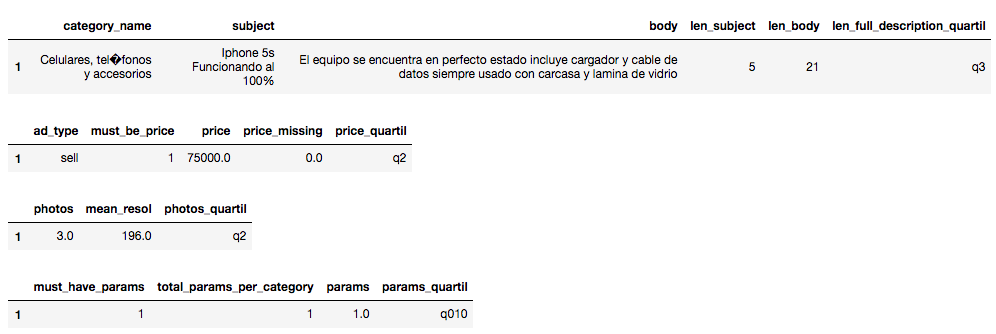 category_name subject body len_subject len_body len_full_description_quartil
1 Celulares, tel�fonos y accesorios Iphone 5s Funcionando al 100% El equipo se encuentra en perfecto estado incluye cargador y cable de datos siempre usado con carcasa y lamina de vidrio 5 21 q3
ad_type must_be_price price price_missing price_quartil
1 sell 1 75000.0 0.0 q2
photos mean_resol photos_quartil
1 3.0 196.0 q2
must_have_params total_params_per_category params params_quartil
1 1 1 1.0 q010